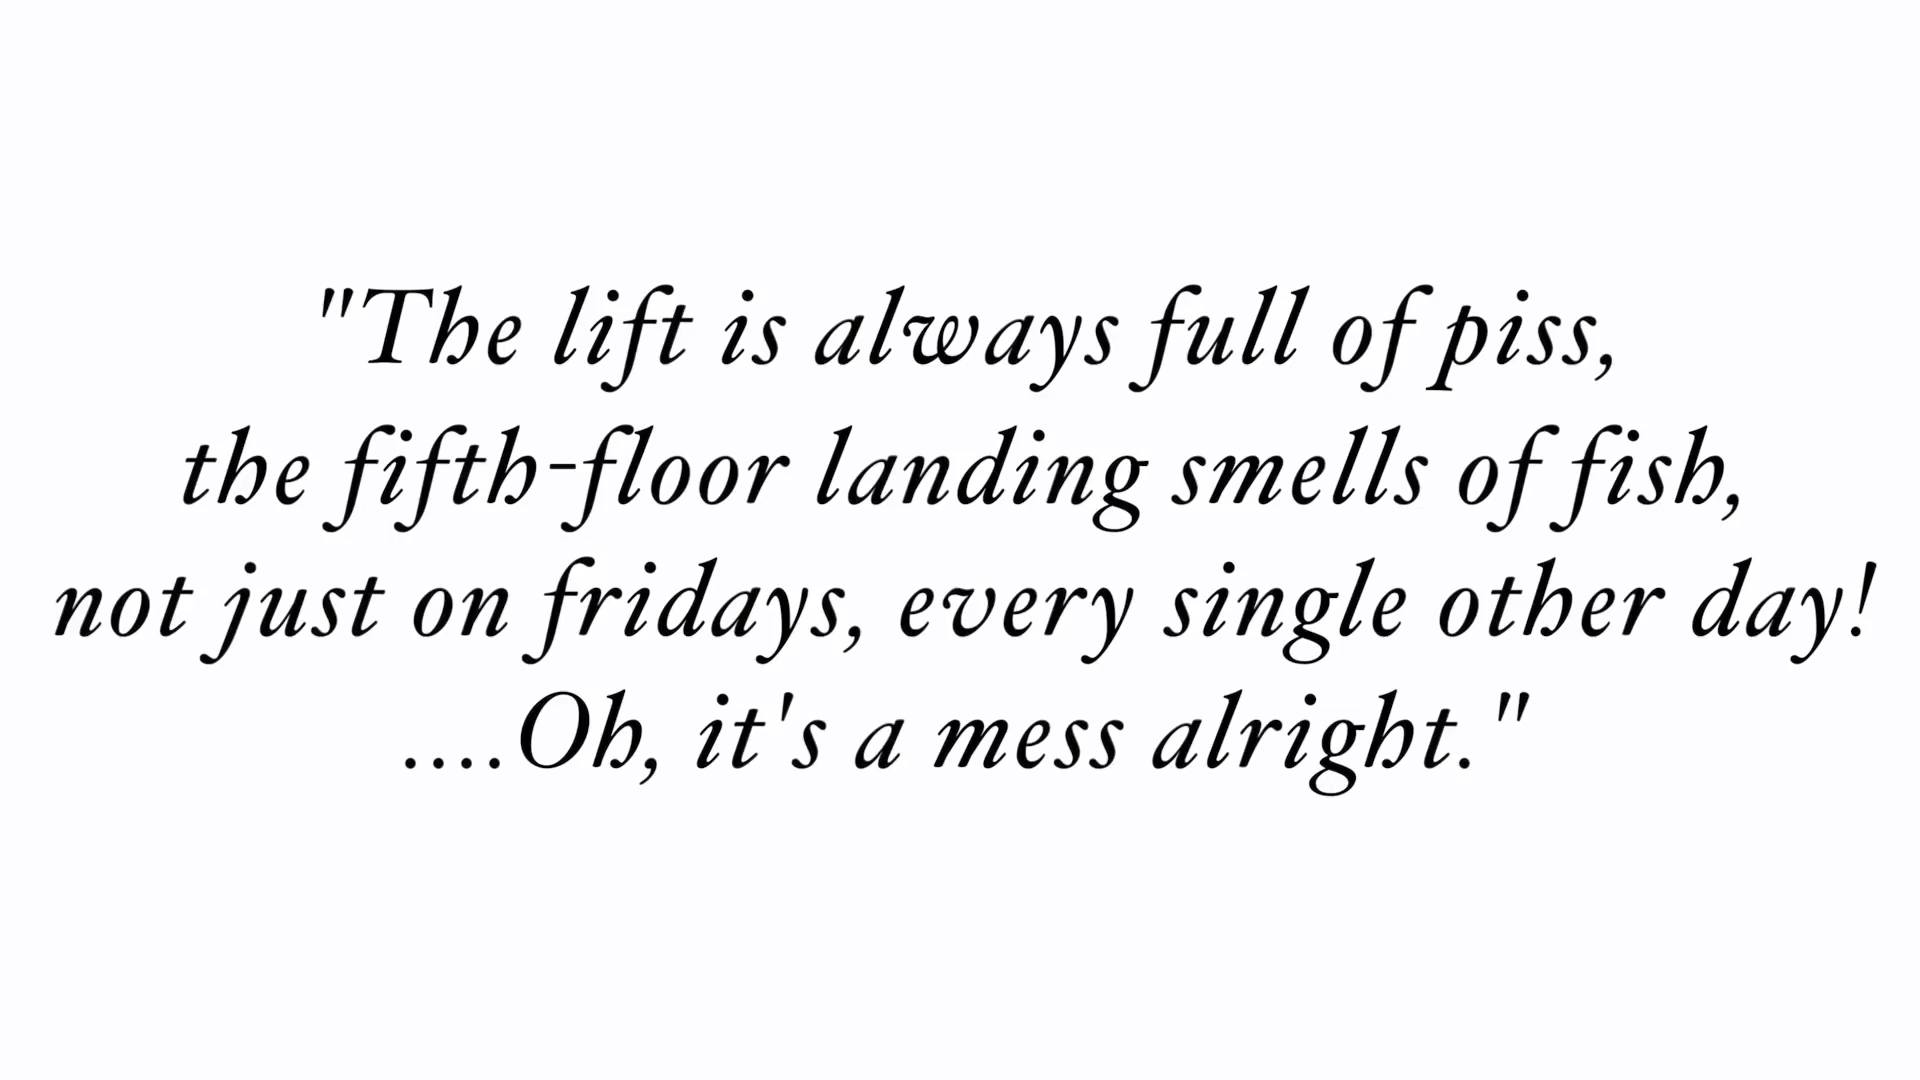 "The lift is always full of piss,
the fifth-floor landing smells of fish,
not just on fridays, every single other day!
....Oh, it's a mess alright."